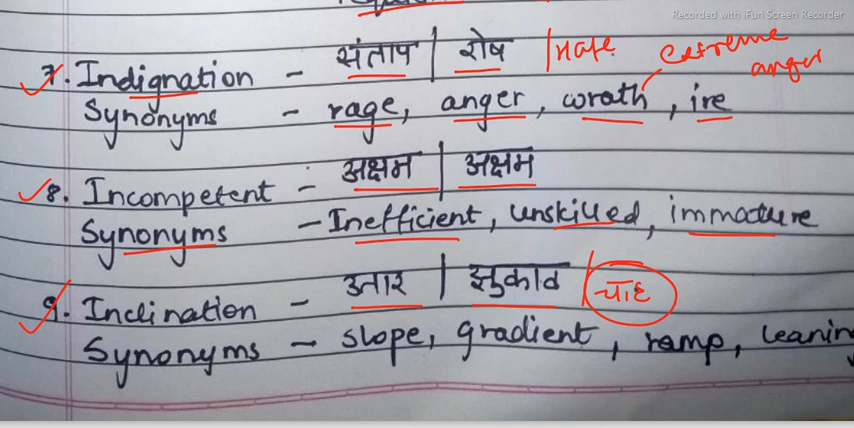 Recorded with iFun Screen Recorder
7. Indignation - संताप | रोष | Hate extreme anger
Synonyms - rage, anger, wrath, ire
8. Incompetent - अक्षम | अक्षम
Synonyms - Inefficient, unskilled, immature
9. Inclination - उतार | झुकाव | चाह
Synonyms - slope, gradient, ramp, leanin